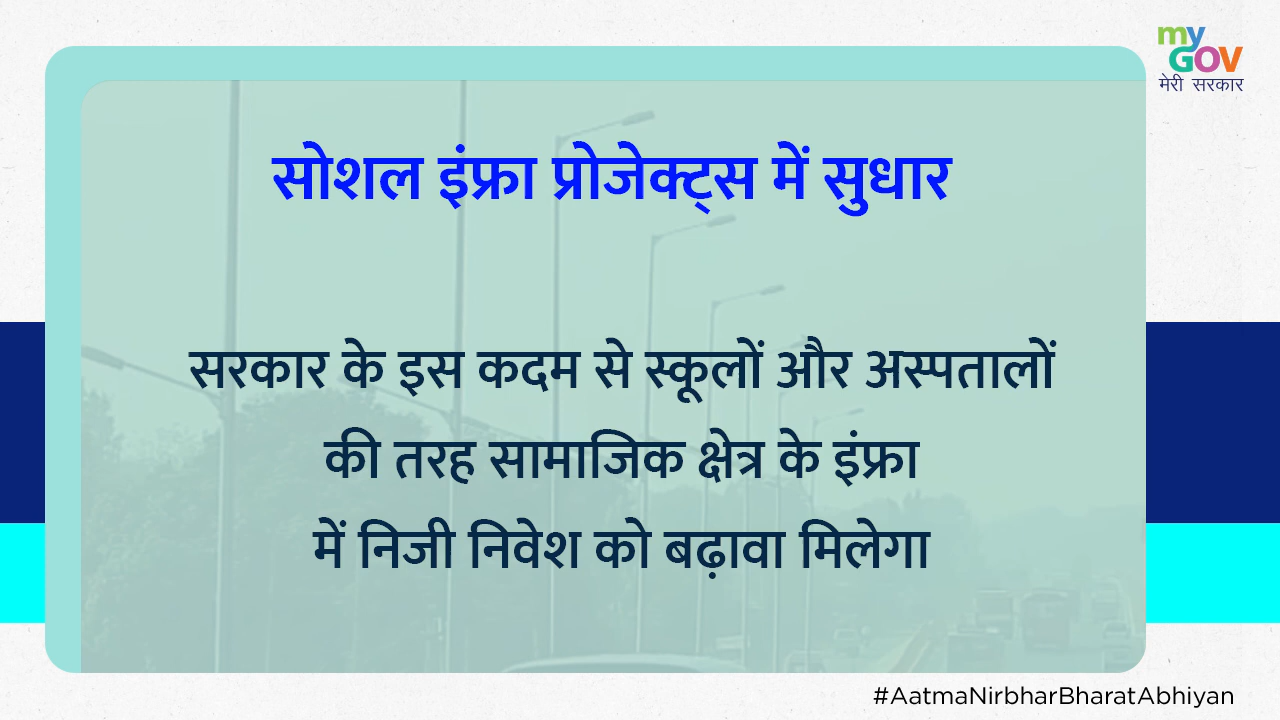 my
GOV
मेरी सरकार
सोशल इंफ्रा प्रोजेक्ट्स में सुधार
सरकार के इस कदम से स्कूलों और अस्पतालों
की तरह सामाजिक क्षेत्र के इंफ्रा
में निजी निवेश को बढ़ावा मिलेगा
#AatmaNirbharBharatAbhiyan